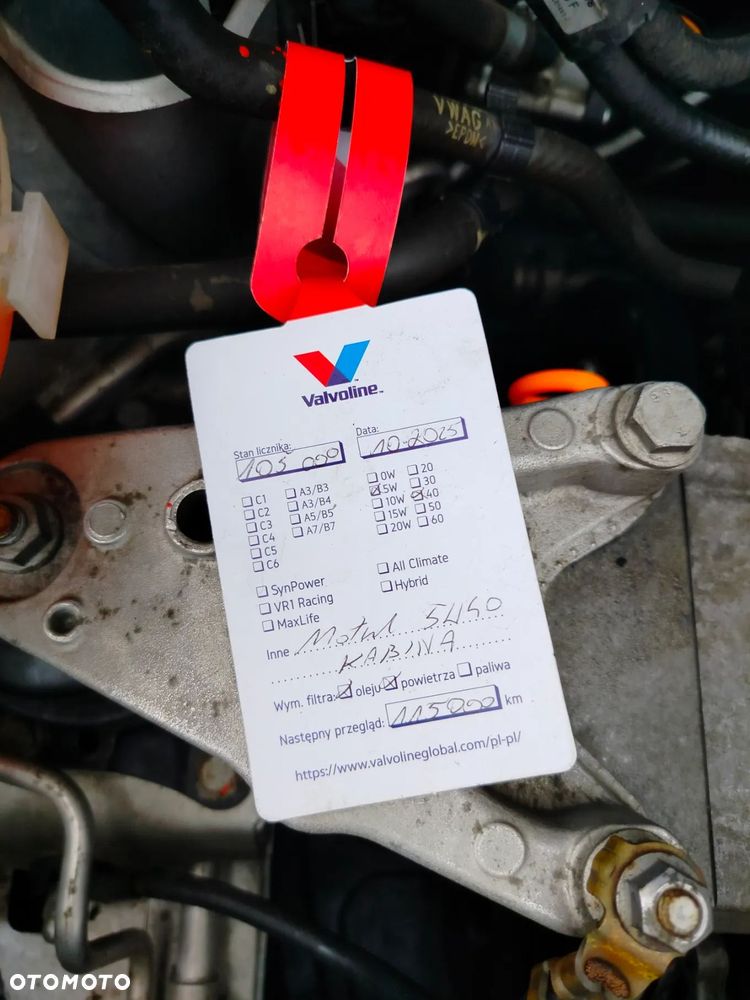 VWAG
>EPDM<
Valvoline™
Stan licznika: Data:
105 000 10-2025
☐ C1 ☐ A3/B3 ☐ 0W ☐ 20
☐ C2 ☐ A3/B4 ☑ 5W ☐ 30
☐ C3 ☐ A5/B5 ☐ 10W ☑ 40
☐ C4 ☐ A7/B7 ☐ 15W ☐ 50
☐ C5 ☐ 20W ☐ 60
☐ C6
☐ SynPower ☐ All Climate
☐ VR1 Racing ☐ Hybrid
☐ MaxLife
Inne Motul 5W40
KABINA
Wym. filtra: ☑ oleju ☑ powietrza ☐ paliwa
Następny przegląd: 115000 km
https://www.valvolineglobal.com/pl-pl/
OTOMOTO